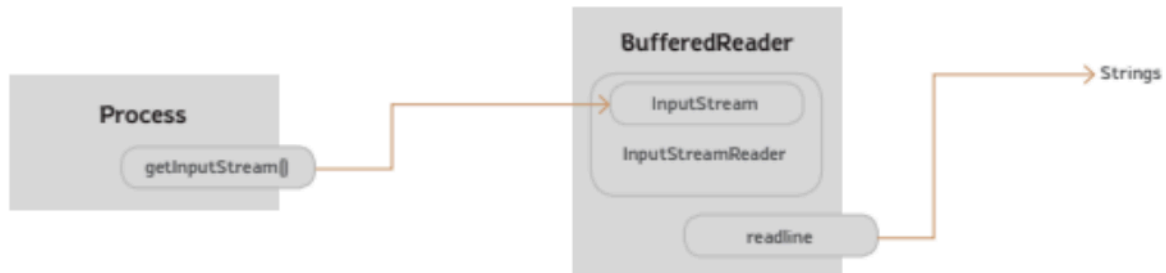 Process
getInputStream()
BufferedReader
InputStream
InputStreamReader
readline
Strings